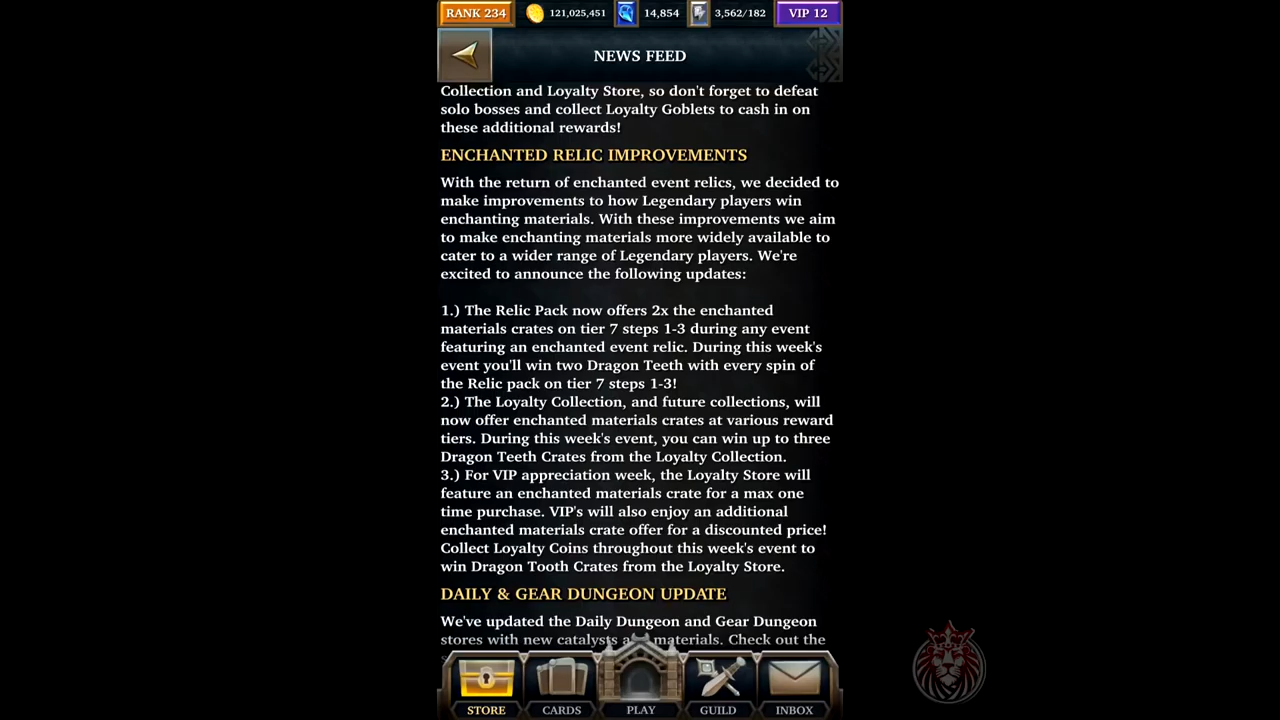 RANK 234
121,025,451
14,854
3,562/182
VIP 12
NEWS FEED
Collection and Loyalty Store, so don't forget to defeat
solo bosses and collect Loyalty Goblets to cash in on
these additional rewards!
ENCHANTED RELIC IMPROVEMENTS
With the return of enchanted event relics, we decided to
make improvements to how Legendary players win
enchanting materials. With these improvements we aim
to make enchanting materials more widely available to
cater to a wider range of Legendary players. We're
excited to announce the following updates:
1.) The Relic Pack now offers 2x the enchanted
materials crates on tier 7 steps 1-3 during any event
featuring an enchanted event relic. During this week's
event you'll win two Dragon Teeth with every spin of
the Relic pack on tier 7 steps 1-3!
2.) The Loyalty Collection, and future collections, will
now offer enchanted materials crates at various reward
tiers. During this week's event, you can win up to three
Dragon Teeth Crates from the Loyalty Collection.
3.) For VIP appreciation week, the Loyalty Store will
feature an enchanted materials crate for a max one
time purchase. VIP's will also enjoy an additional
enchanted materials crate offer for a discounted price!
Collect Loyalty Coins throughout this week's event to
win Dragon Tooth Crates from the Loyalty Store.
DAILY & GEAR DUNGEON UPDATE
We've updated the Daily Dungeon and Gear Dungeon
stores with new catalysts materials. Check out the
STORE
CARDS
PLAY
GUILD
INBOX